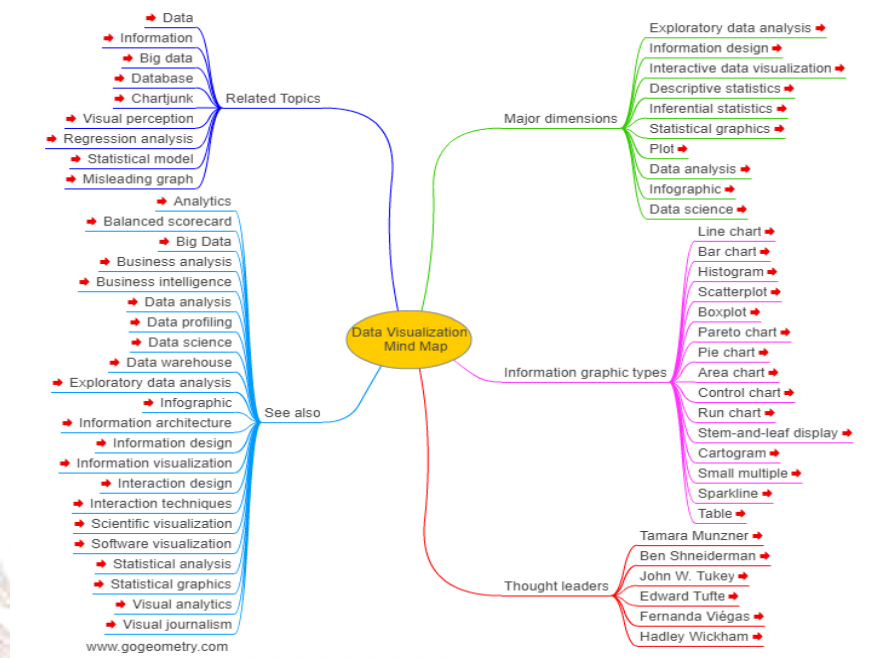 Data
Information
Big data
Database
Chartjunk
Visual perception
Regression analysis
Statistical model
Misleading graph
Related Topics
Analytics
Balanced scorecard
Big Data
Business analysis
Business intelligence
Data analysis
Data profiling
Data science
Data warehouse
Exploratory data analysis
Infographic
Information architecture
Information design
Information visualization
Interaction design
Interaction techniques
Scientific visualization
Software visualization
Statistical analysis
Statistical graphics
Visual analytics
Visual journalism
See also
www.gogeometry.com
Data Visualization
Mind Map
Major dimensions
Exploratory data analysis
Information design
Interactive data visualization
Descriptive statistics
Inferential statistics
Statistical graphics
Plot
Data analysis
Infographic
Data science
Information graphic types
Line chart
Bar chart
Histogram
Scatterplot
Boxplot
Pareto chart
Pie chart
Area chart
Control chart
Run chart
Stem-and-leaf display
Cartogram
Small multiple
Sparkline
Table
Thought leaders
Tamara Munzner
Ben Shneiderman
John W. Tukey
Edward Tufte
Fernanda Viégas
Hadley Wickham